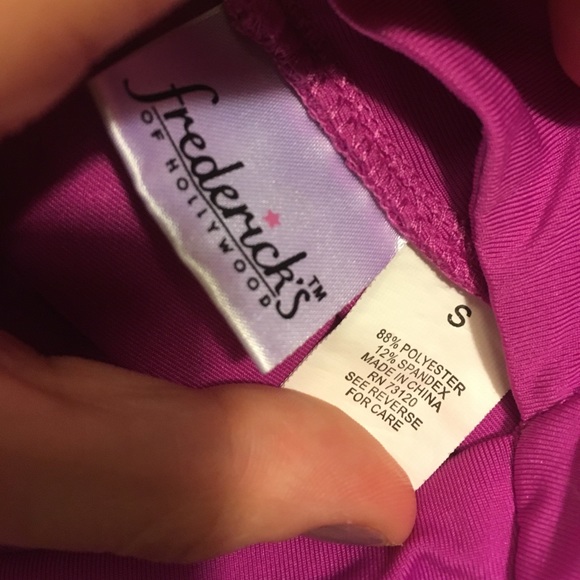 frederick's™
OF HOLLYWOOD
S
88% POLYESTER
12% SPANDEX
MADE IN CHINA
RN 73120
SEE REVERSE
FOR CARE